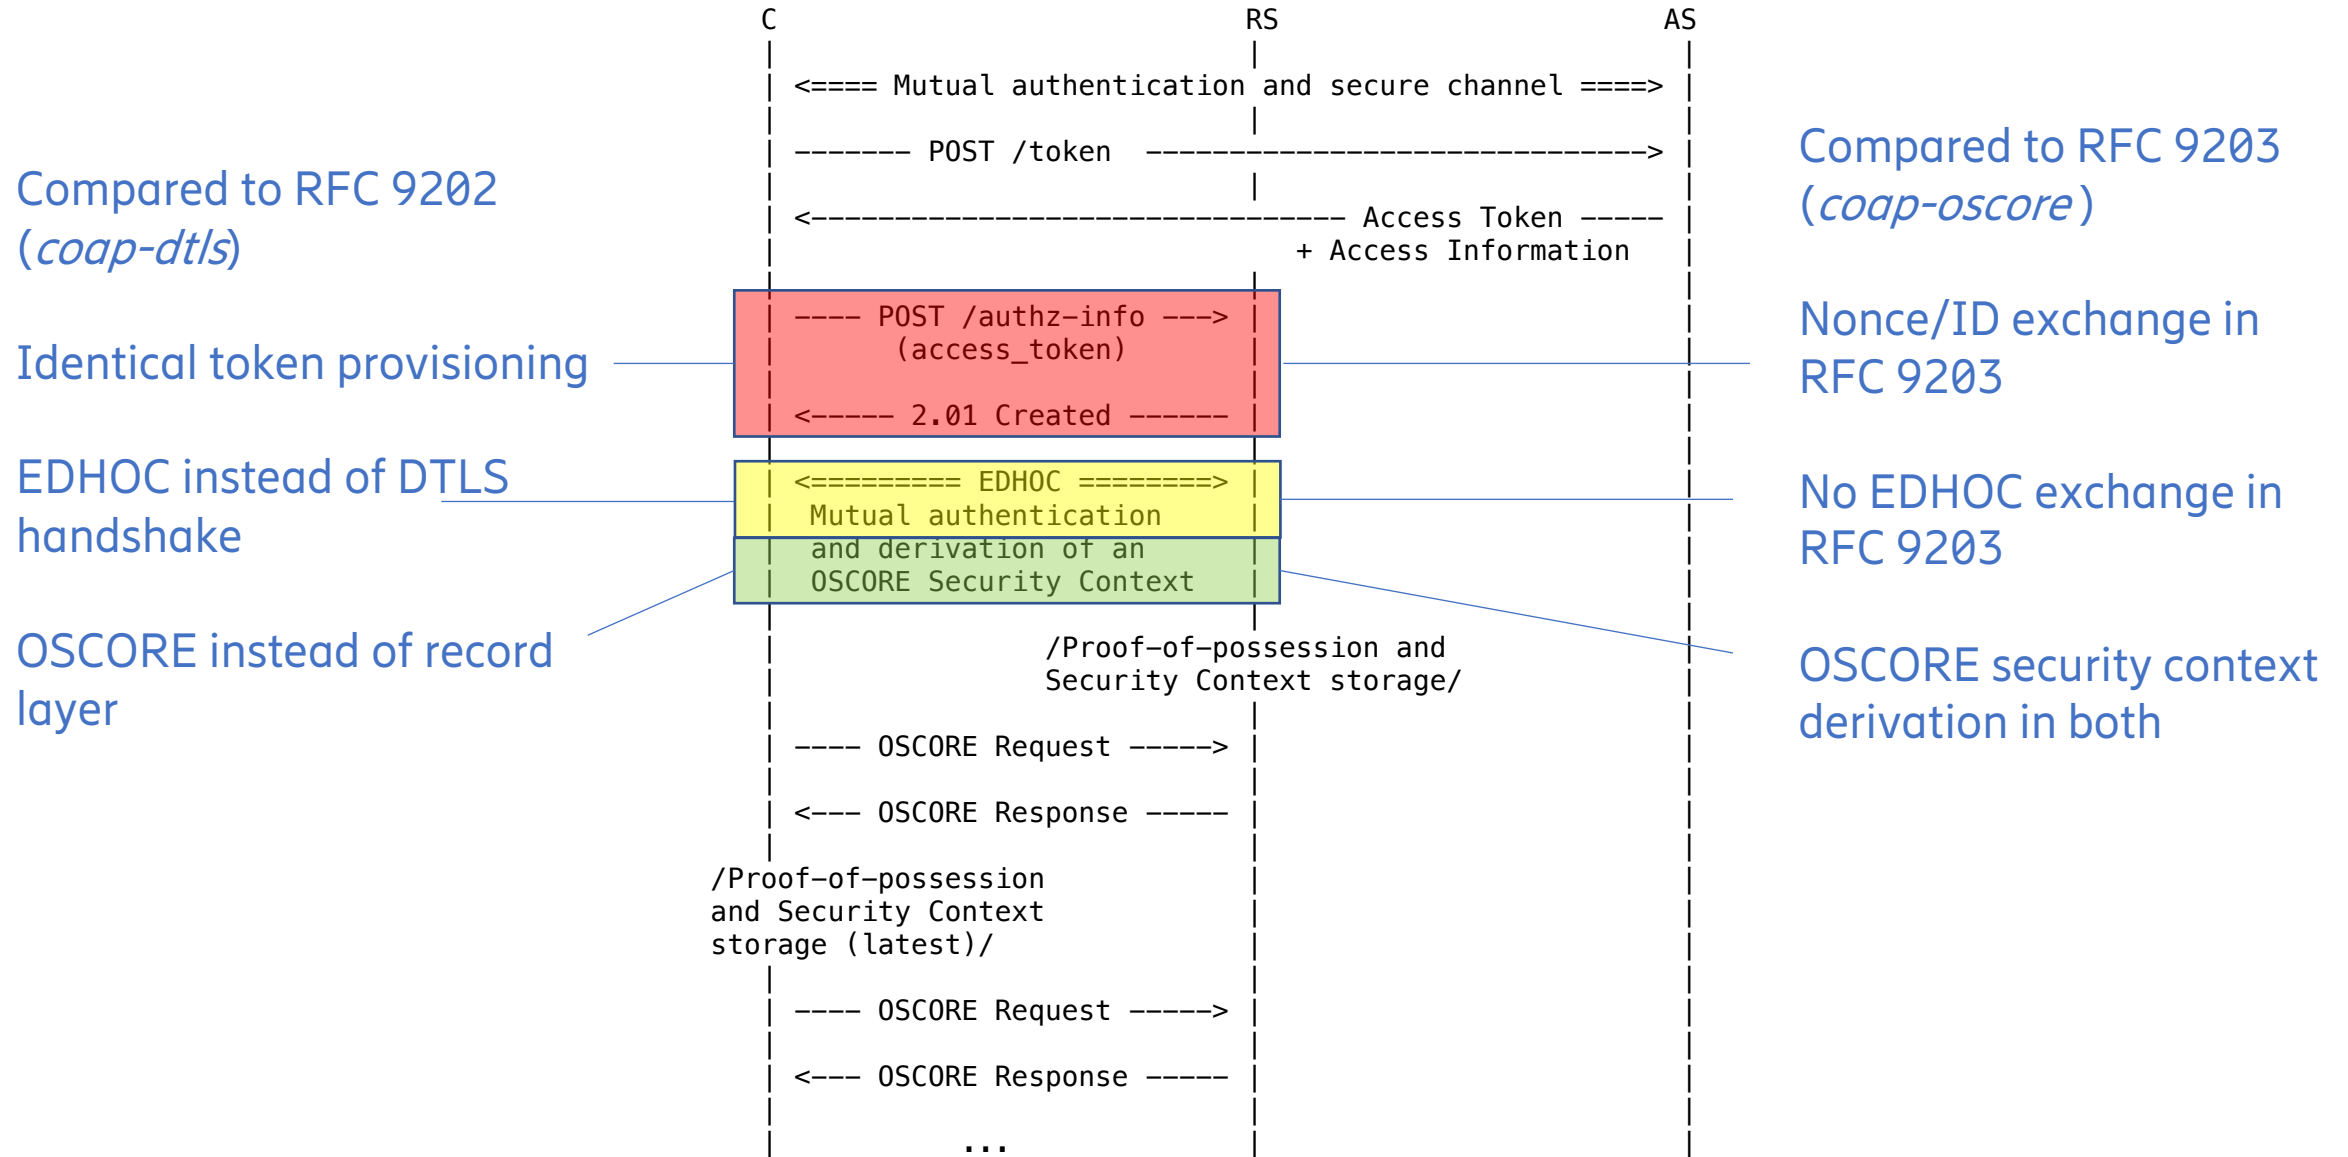 C RS AS
<==== Mutual authentication and secure channel ====>
------- POST /token ------------------------------>
<------------------------------ Access Token -----
+ Access Information
---- POST /authz-info --->
(access_token)
<----- 2.01 Created ------
<========= EDHOC ========>
Mutual authentication
and derivation of an
OSCORE Security Context
/Proof-of-possession and
Security Context storage/
---- OSCORE Request ----->
<--- OSCORE Response -----
/Proof-of-possession
and Security Context
storage (latest)/
---- OSCORE Request ----->
<--- OSCORE Response -----
...
Compared to RFC 9202
(coap-dtls)
Identical token provisioning
EDHOC instead of DTLS
handshake
OSCORE instead of record
layer
Compared to RFC 9203
(coap-oscore )
Nonce/ID exchange in
RFC 9203
No EDHOC exchange in
RFC 9203
OSCORE security context
derivation in both